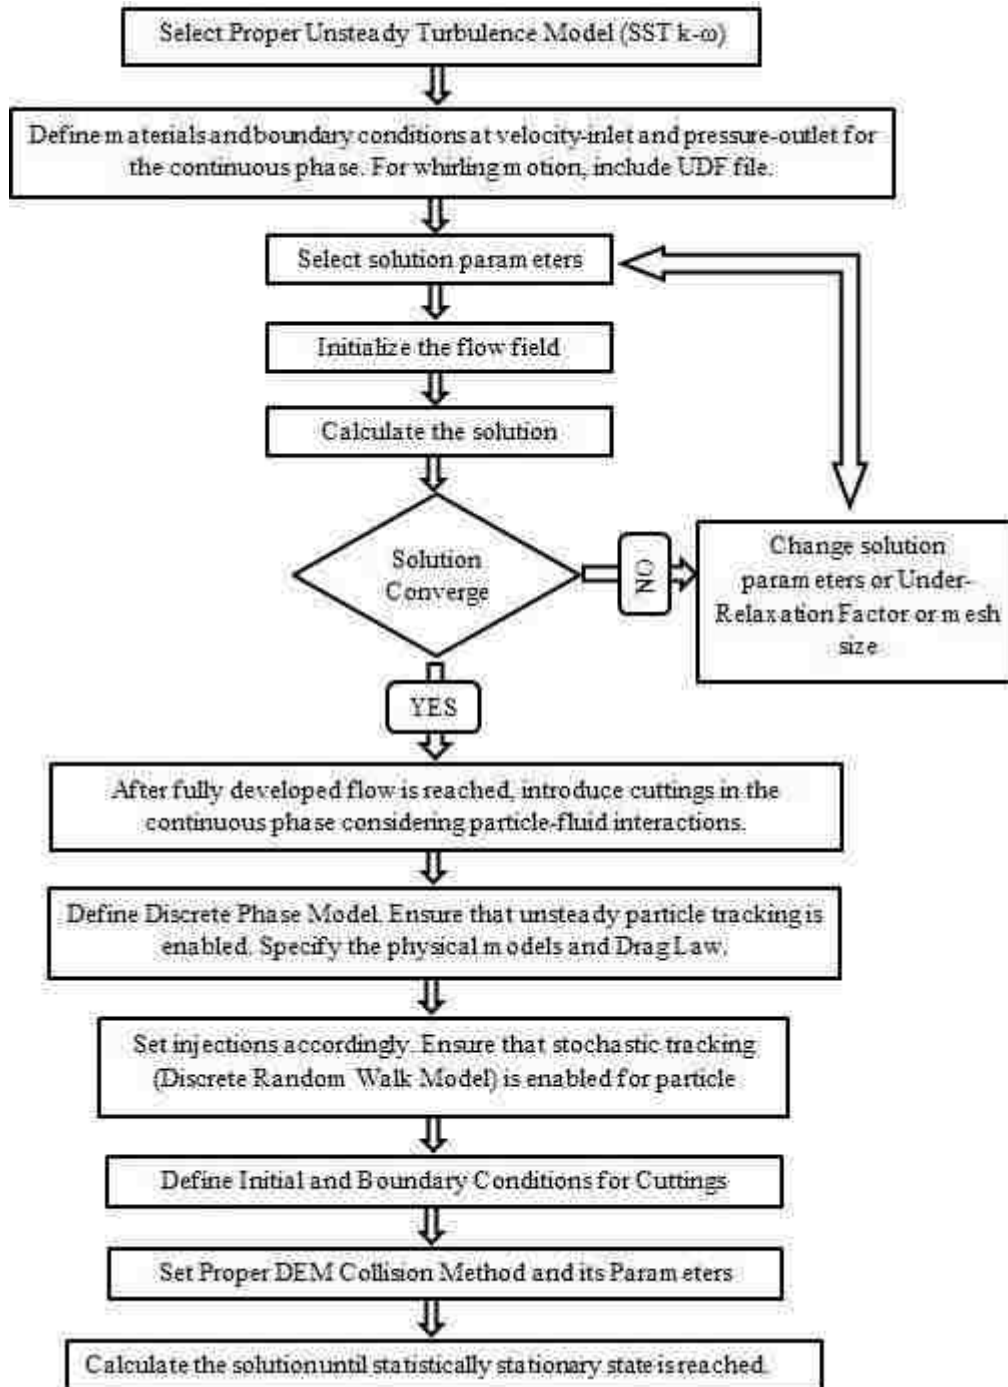 Select Proper Unsteady Turbulence Model (SST k-ω)
Define materials and boundary conditions at velocity-inlet and pressure-outlet for
the continuous phase. For whirling motion, include UDF file.
Select solution parameters
Initialize the flow field
Calculate the solution
Solution
Converge
NO
Change solution
parameters or Under-
Relaxation Factor or mesh
size
YES
After fully developed flow is reached, introduce cuttings in the
continuous phase considering particle-fluid interactions.
Define Discrete Phase Model. Ensure that unsteady particle tracking is
enabled. Specify the physical models and Drag Law.
Set injections accordingly. Ensure that stochastic tracking
(Discrete Random Walk Model) is enabled for particle
Define Initial and Boundary Conditions for Cuttings
Set Proper DEM Collision Method and its Parameters
Calculate the solution until statistically stationary state is reached.